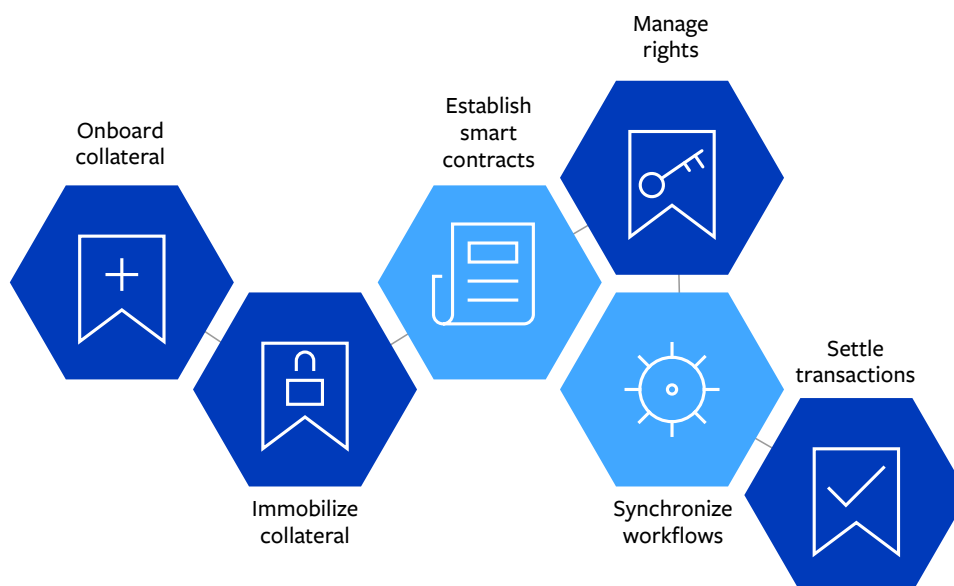 Onboard
collateral
Immobilize
collateral
Establish
smart
contracts
Manage
rights
Synchronize
workflows
Settle
transactions